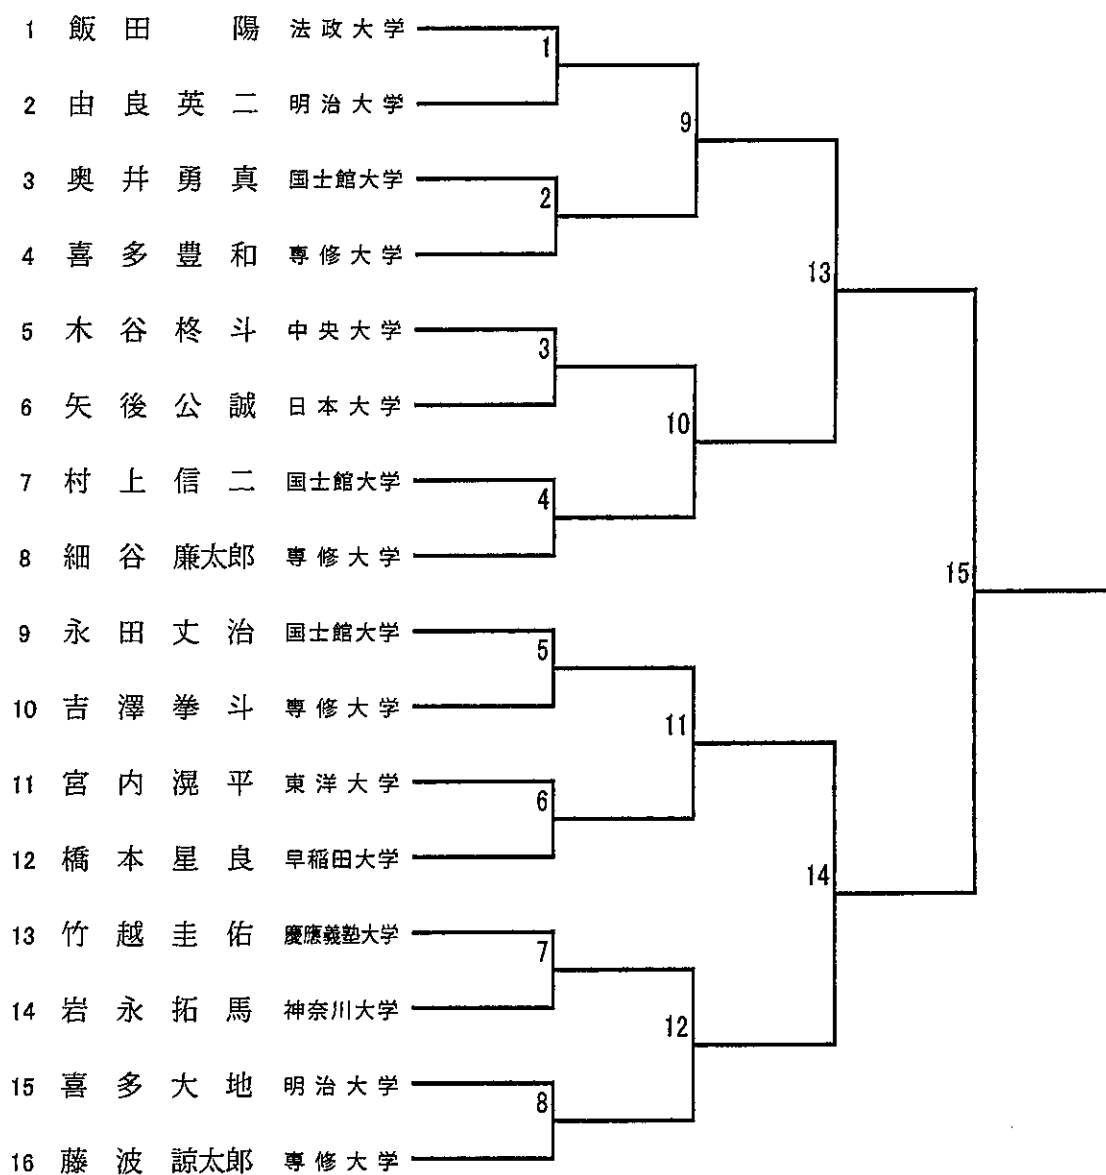 1 飯田 陽 法政大学
1
2 由良英二 明治大学
9
3 奥井勇真 国士館大学
2
4 喜多豊和 専修大学
13
5 木谷柊斗 中央大学
3
6 矢後公誠 日本大学
10
7 村上信二 国士館大学
4
8 細谷廉太郎 専修大学
15
9 永田丈治 国士館大学
5
10 吉澤拳斗 専修大学
11
11 宮内滉平 東洋大学
6
12 橋本星良 早稲田大学
14
13 竹越圭佑 慶應義塾大学
7
14 岩永拓馬 神奈川大学
12
15 喜多大地 明治大学
8
16 藤波諒太郎 専修大学